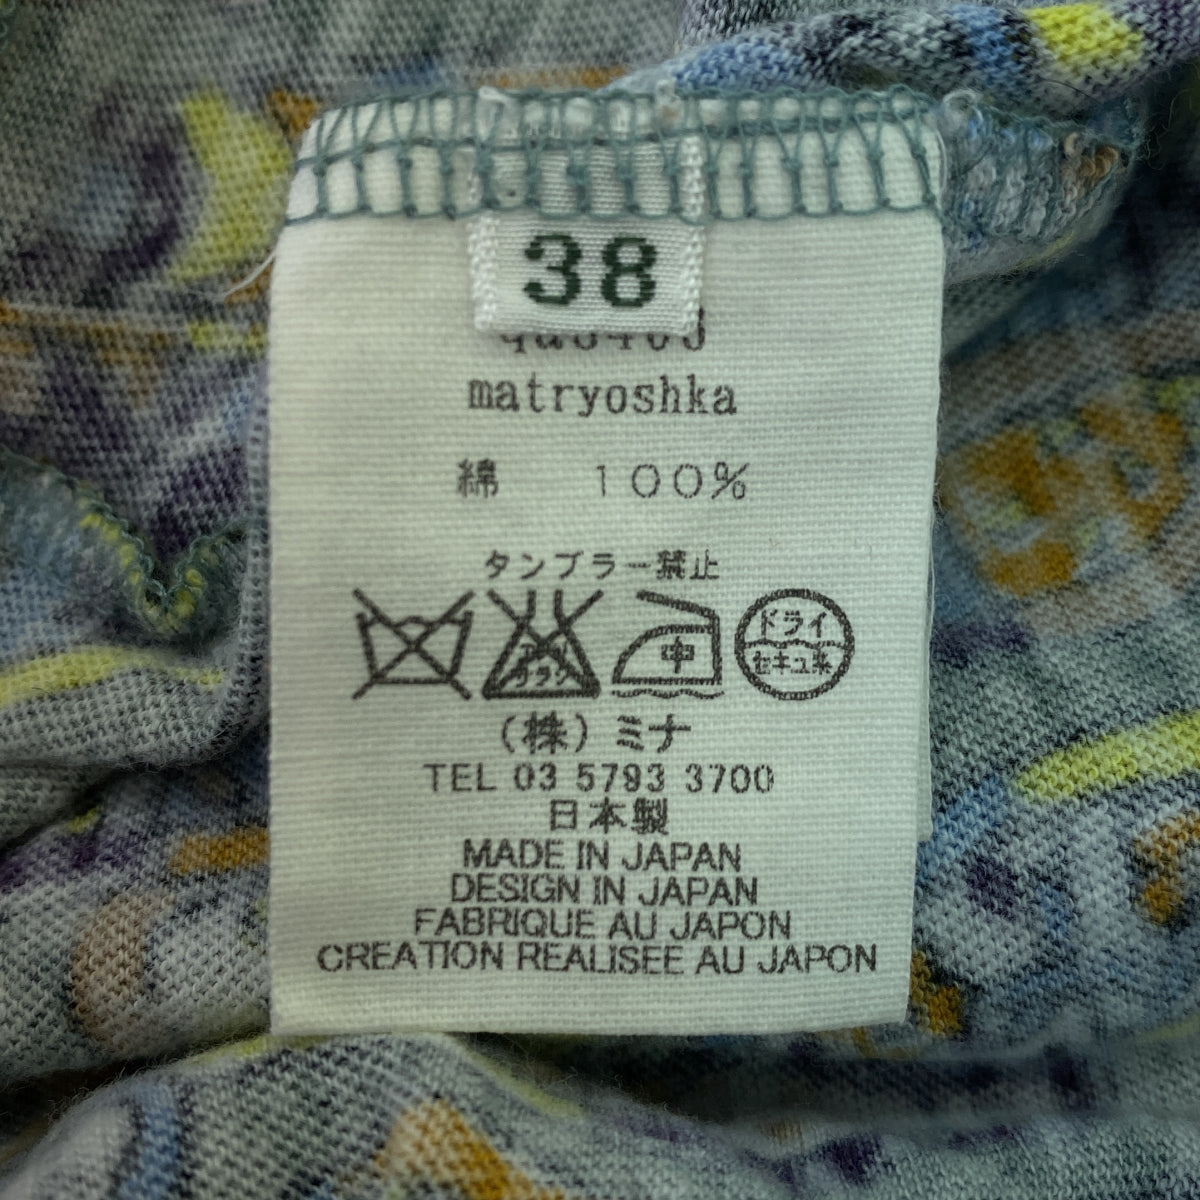 38
matryoshka
綿 100%
タンブラー禁止
中
ドライ
セキユ系
(株)ミナ
TEL 03 5793 3700
日本製
MADE IN JAPAN
DESIGN IN JAPAN
FABRIQUE AU JAPON
CREATION REALISEE AU JAPON